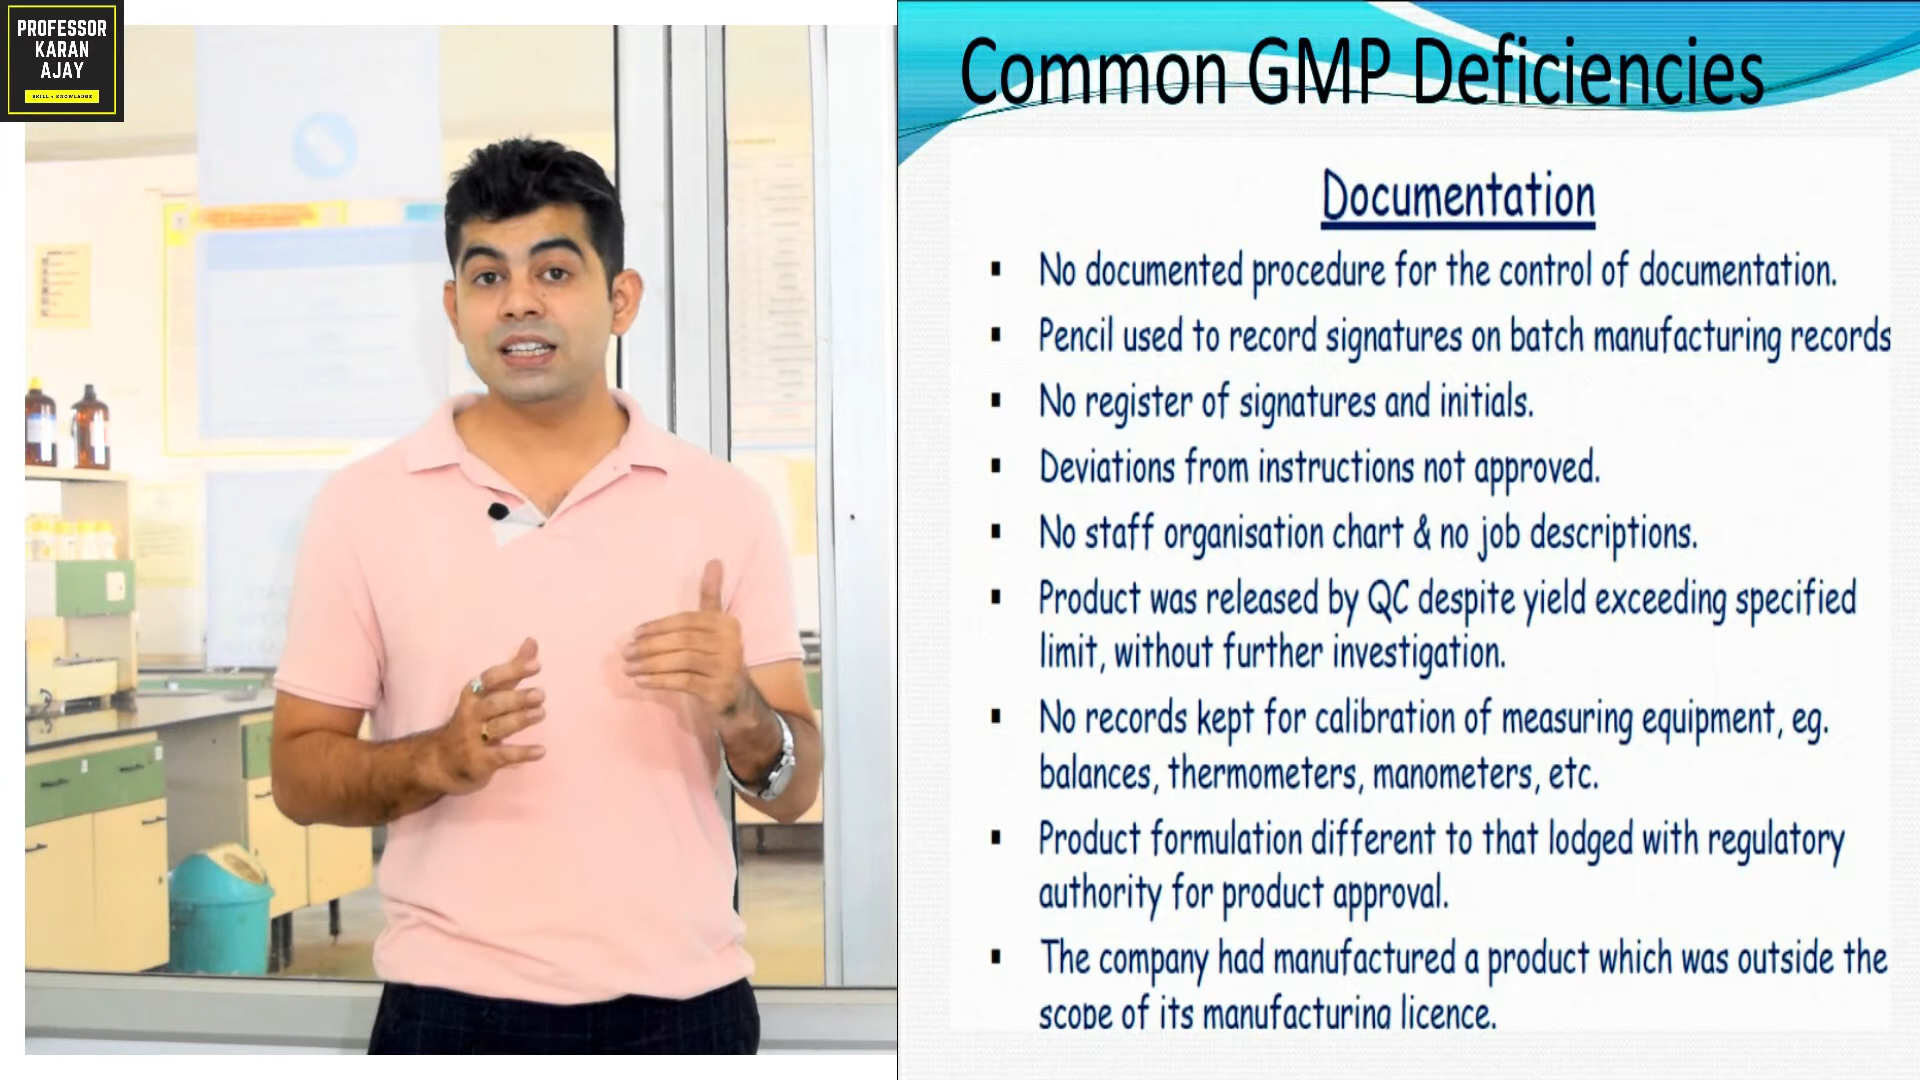 PROFESSOR
KARAN
AJAY
SKILL + KNOWLEDGE
Common GMP Deficiencies
Documentation
▪ No documented procedure for the control of documentation.
▪ Pencil used to record signatures on batch manufacturing records
▪ No register of signatures and initials.
▪ Deviations from instructions not approved.
▪ No staff organisation chart & no job descriptions.
▪ Product was released by QC despite yield exceeding specified
limit, without further investigation.
▪ No records kept for calibration of measuring equipment, eg.
balances, thermometers, manometers, etc.
▪ Product formulation different to that lodged with regulatory
authority for product approval.
▪ The company had manufactured a product which was outside the
scope of its manufacturing licence.